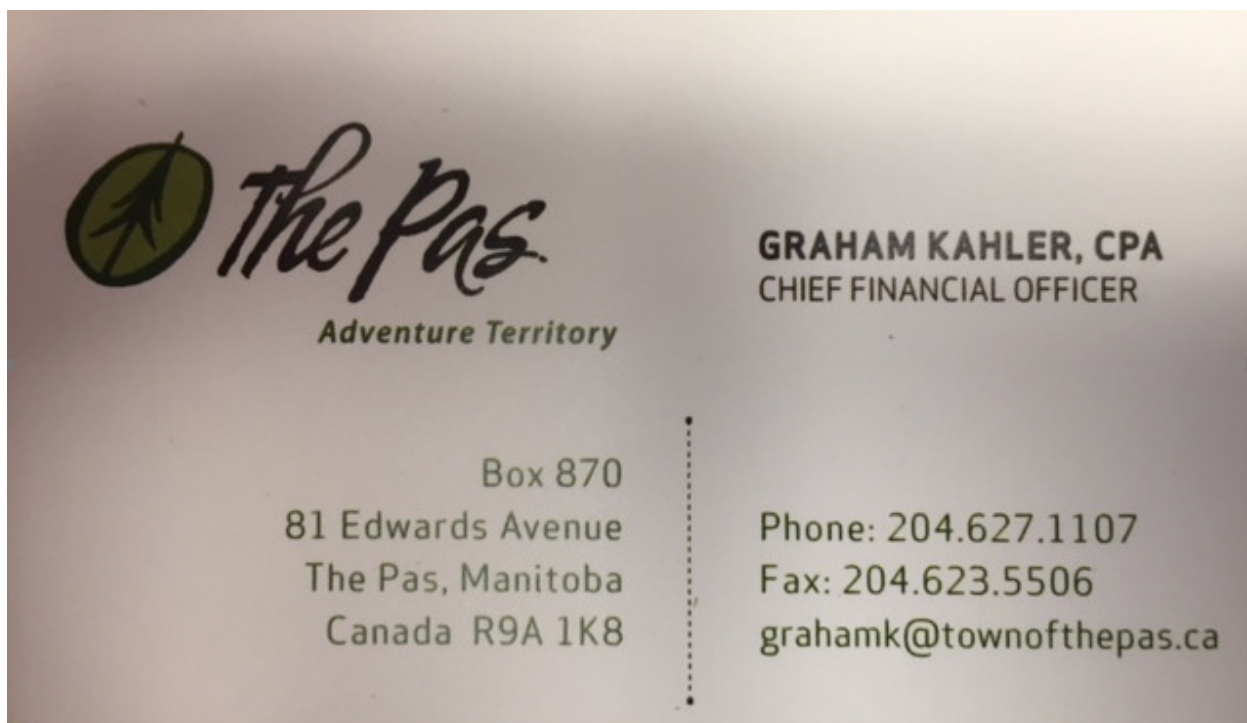 The Pas.
Adventure Territory
GRAHAM KAHLER, CPA
CHIEF FINANCIAL OFFICER
Box 870
81 Edwards Avenue
The Pas, Manitoba
Canada R9A 1K8
Phone: 204.627.1107
Fax: 204.623.5506
grahamk@townofthepas.ca